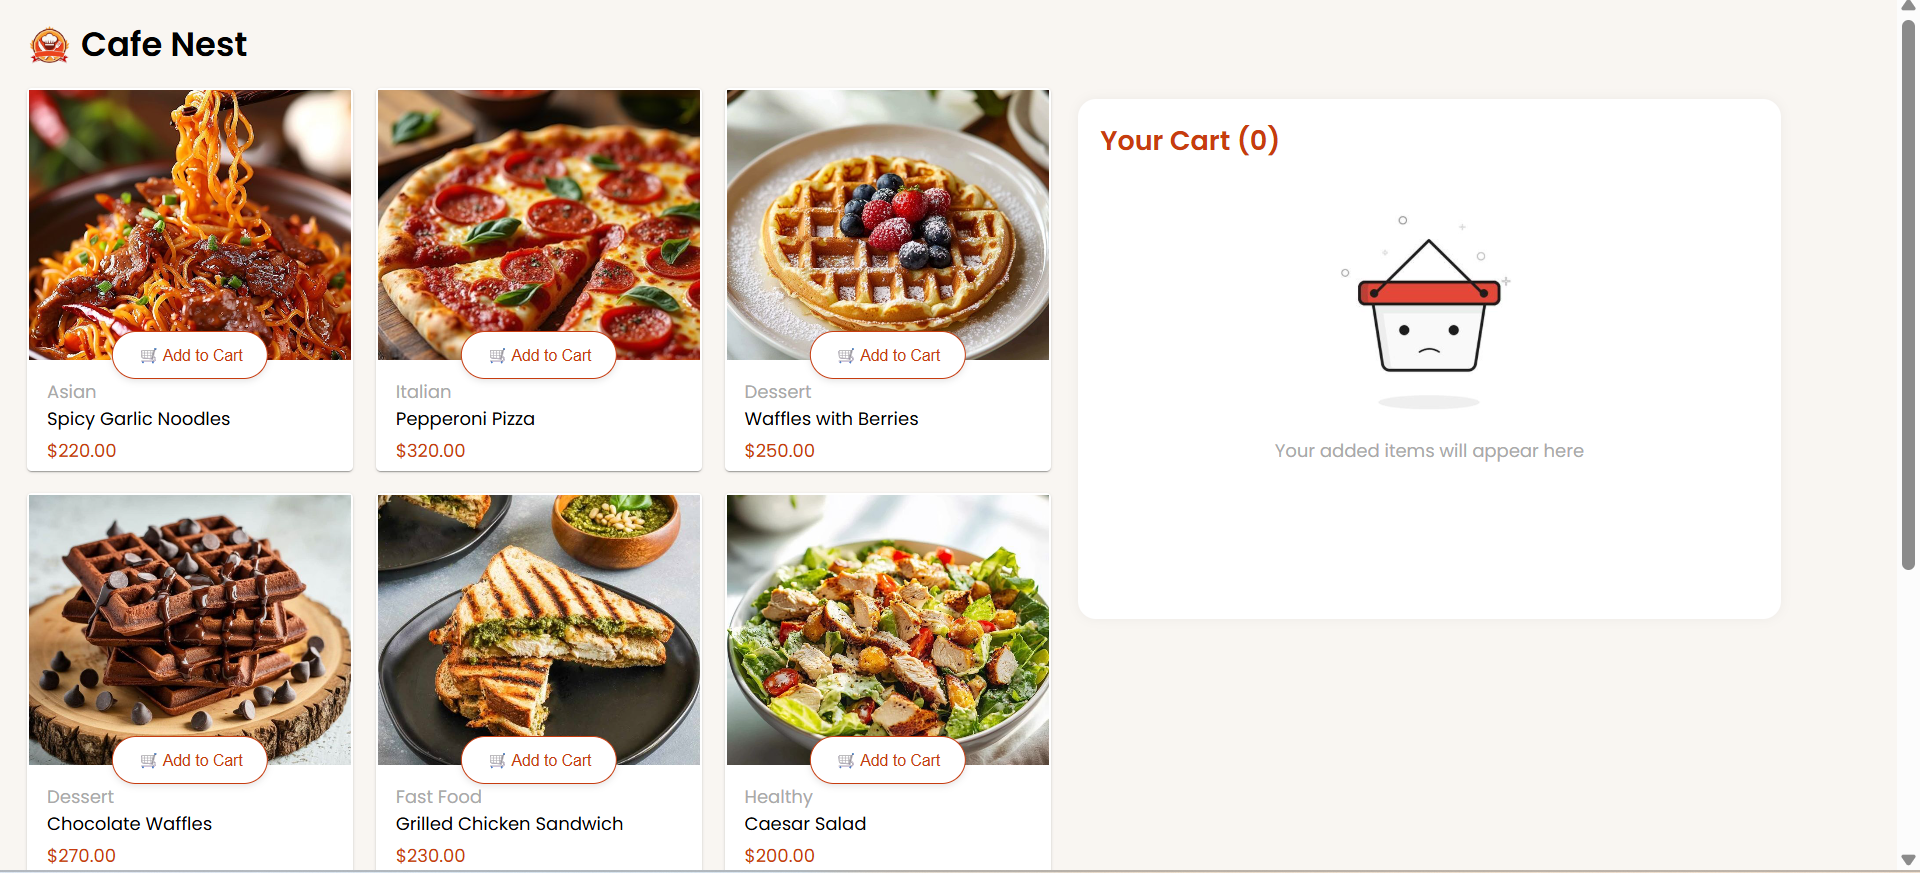 Cafe Nest
Your Cart (0)
Your added items will appear here
Add to Cart
Asian
Spicy Garlic Noodles
$220.00
Add to Cart
Italian
Pepperoni Pizza
$320.00
Add to Cart
Dessert
Waffles with Berries
$250.00
Add to Cart
Dessert
Chocolate Waffles
$270.00
Add to Cart
Fast Food
Grilled Chicken Sandwich
$230.00
Add to Cart
Healthy
Caesar Salad
$200.00